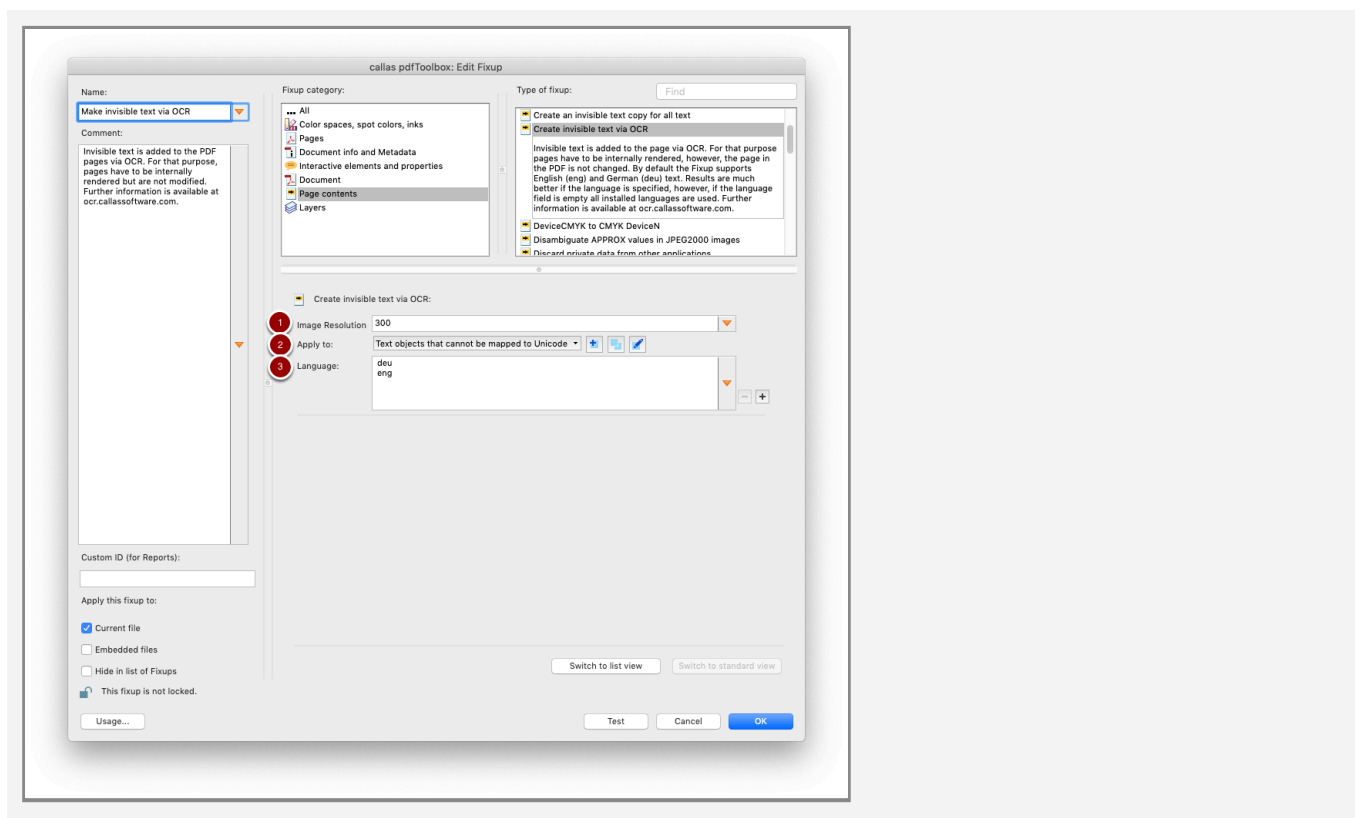 callas pdfToolbox: Edit Fixup
Name:
Make invisible text via OCR
Comment:
Invisible text is added to the PDF
pages via OCR. For that purpose,
pages have to be internally
rendered but are not modified.
Further information is available at
ocr.callassoftware.com.
Custom ID (for Reports):
Apply this fixup to:
Current file
Embedded files
Hide in list of Fixups
This fixup is not locked.
Usage...
Fixup category:
... All
Color spaces, spot colors, inks
Pages
Document info and Metadata
Interactive elements and properties
Document
Page contents
Layers
Type of fixup:
Find
Create an invisible text copy for all text
Create invisible text via OCR
Invisible text is added to the page via OCR. For that purpose
pages have to be internally rendered, however, the page in
the PDF is not changed. By default the Fixup supports
English (eng) and German (deu) text. Results are much
better if the language is specified, however, if the language
field is empty all installed languages are used. Further
information is available at ocr.callassoftware.com.
DeviceCMYK to CMYK DeviceN
Disambiguate APPROX values in JPEG2000 images
Discard private data from other applications
Create invisible text via OCR:
1 Image Resolution 300
2 Apply to: Text objects that cannot be mapped to Unicode
3 Language: deu
eng
Switch to list view Switch to standard view
Test Cancel OK